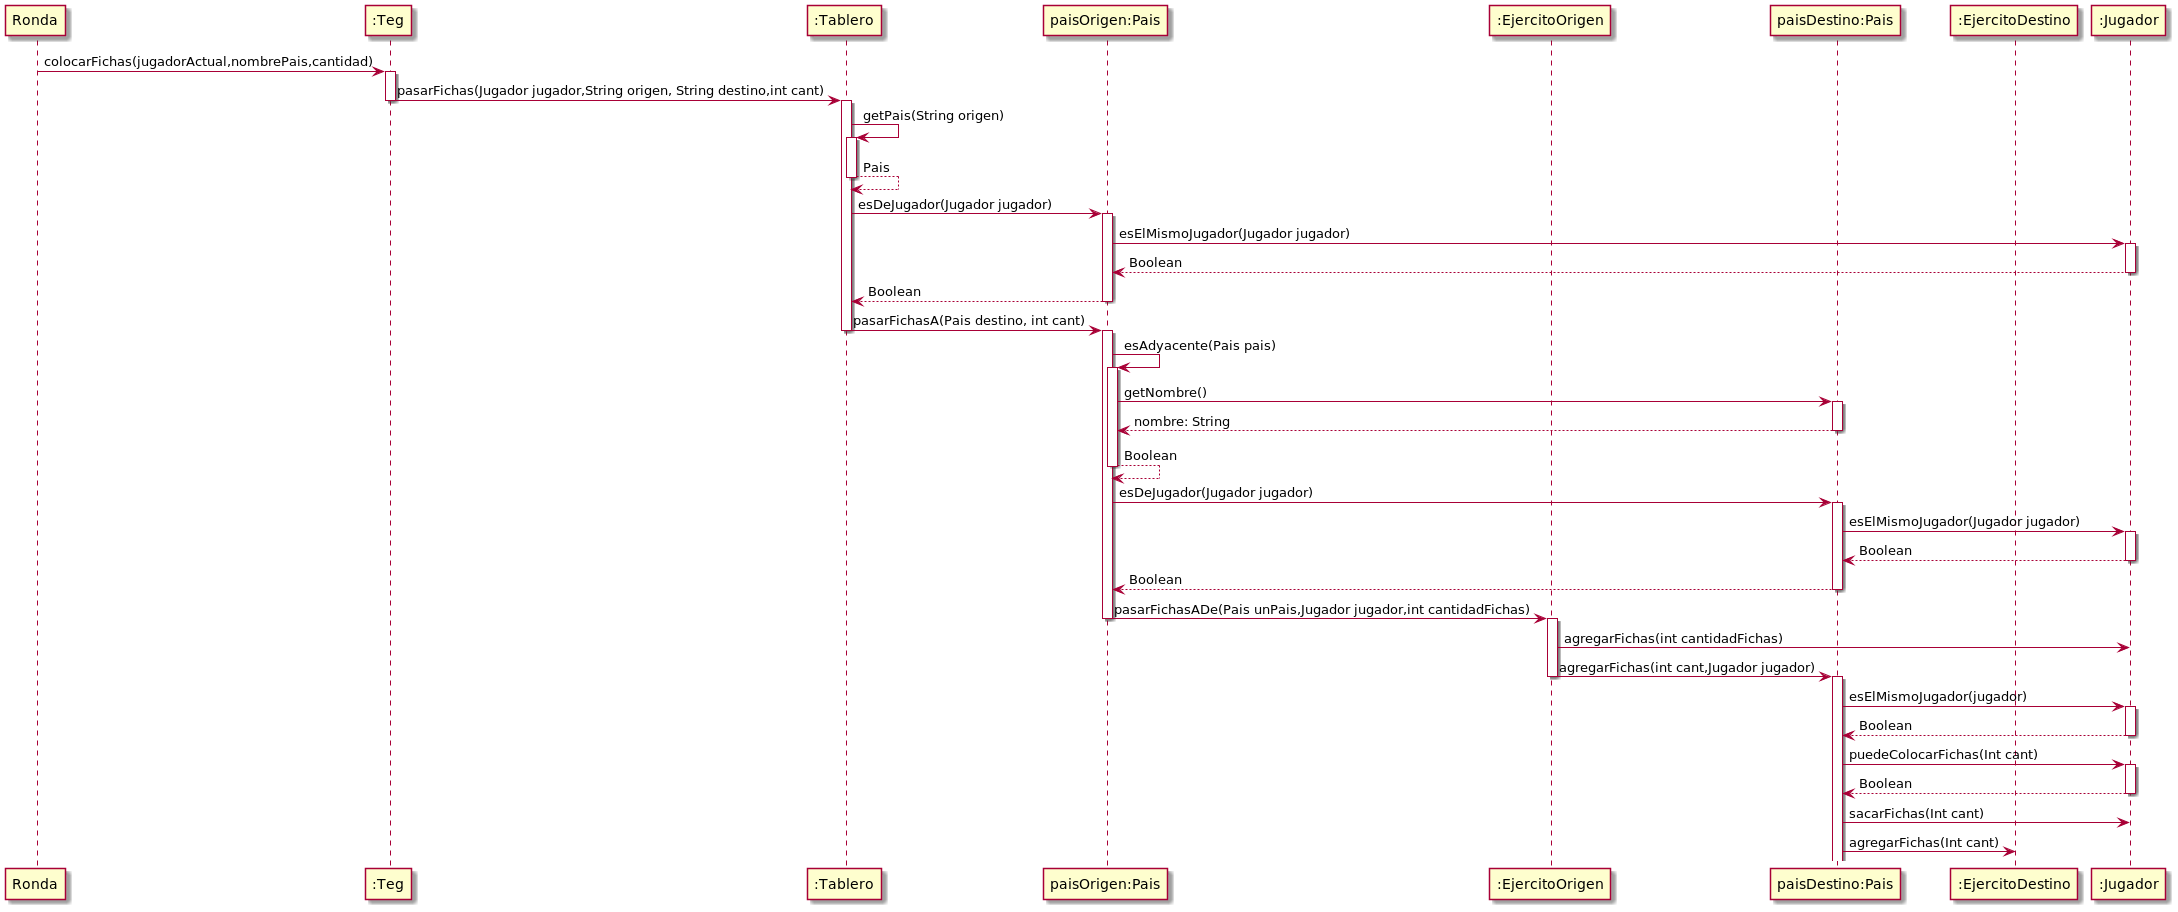 Ronda
:Teg
:Tablero
paisOrigen:Pais
:EjercitoOrigen
paisDestino:Pais
:EjercitoDestino
:Jugador
colocarFichas(jugadorActual,nombrePais,cantidad)
pasarFichas(Jugador jugador,String origen, String destino,int cant)
getPais(String origen)
Pais
esDeJugador(Jugador jugador)
esElMismoJugador(Jugador jugador)
Boolean
Boolean
pasarFichasA(Pais destino, int cant)
esAdyacente(Pais pais)
getNombre()
nombre: String
Boolean
esDeJugador(Jugador jugador)
esElMismoJugador(Jugador jugador)
Boolean
Boolean
pasarFichasADe(Pais unPais,Jugador jugador,int cantidadFichas)
agregarFichas(int cantidadFichas)
agregarFichas(int cant,Jugador jugador)
esElMismoJugador(jugador)
Boolean
puedeColocarFichas(Int cant)
Boolean
sacarFichas(Int cant)
agregarFichas(Int cant)
Ronda
:Teg
:Tablero
paisOrigen:Pais
:EjercitoOrigen
paisDestino:Pais
:EjercitoDestino
:Jugador